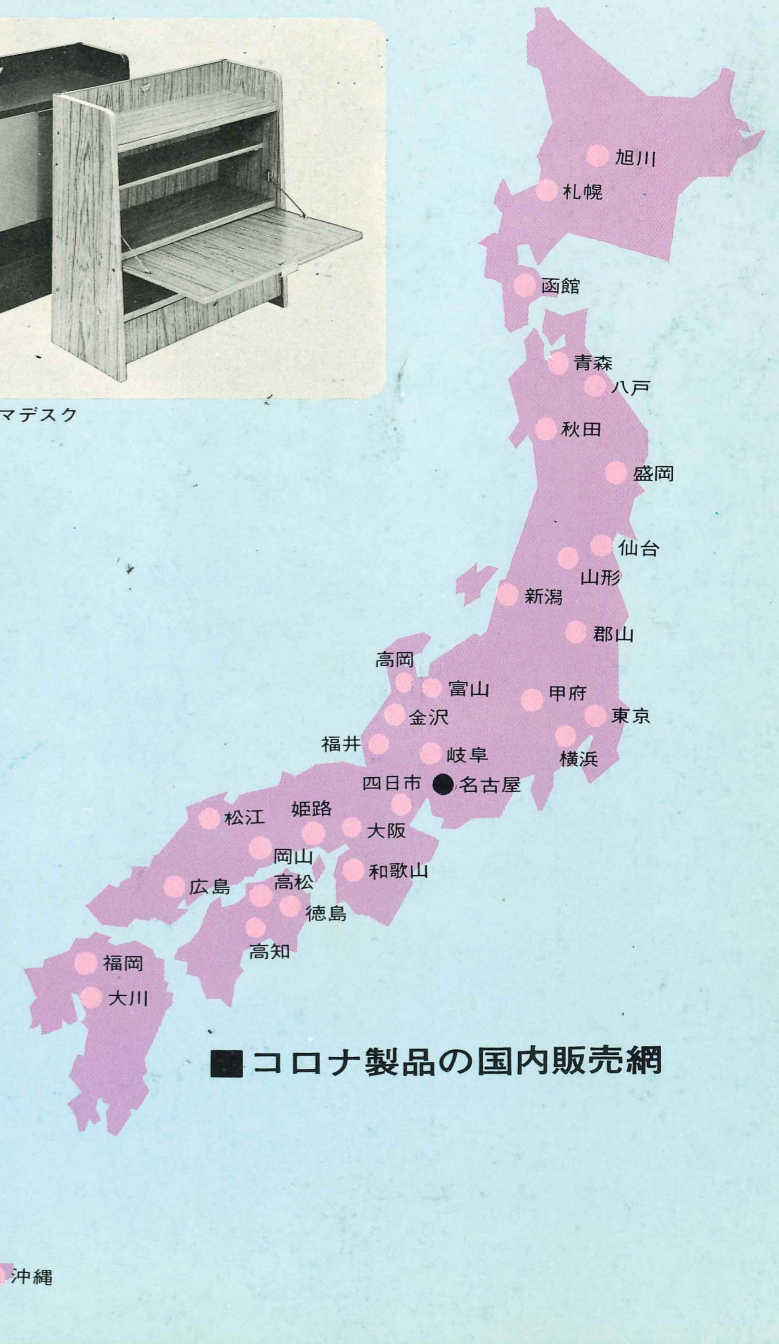 旭川
札幌
函館
マデスク
青森
八戸
秋田
盛岡
仙台
山形
新潟
郡山
高岡
富山
甲府
金沢
東京
福井
岐阜
横浜
四日市
名古屋
松江
姫路
大阪
岡山
和歌山
広島
高松
徳島
高知
福岡
大川
■コロナ製品の国内販売網
沖縄